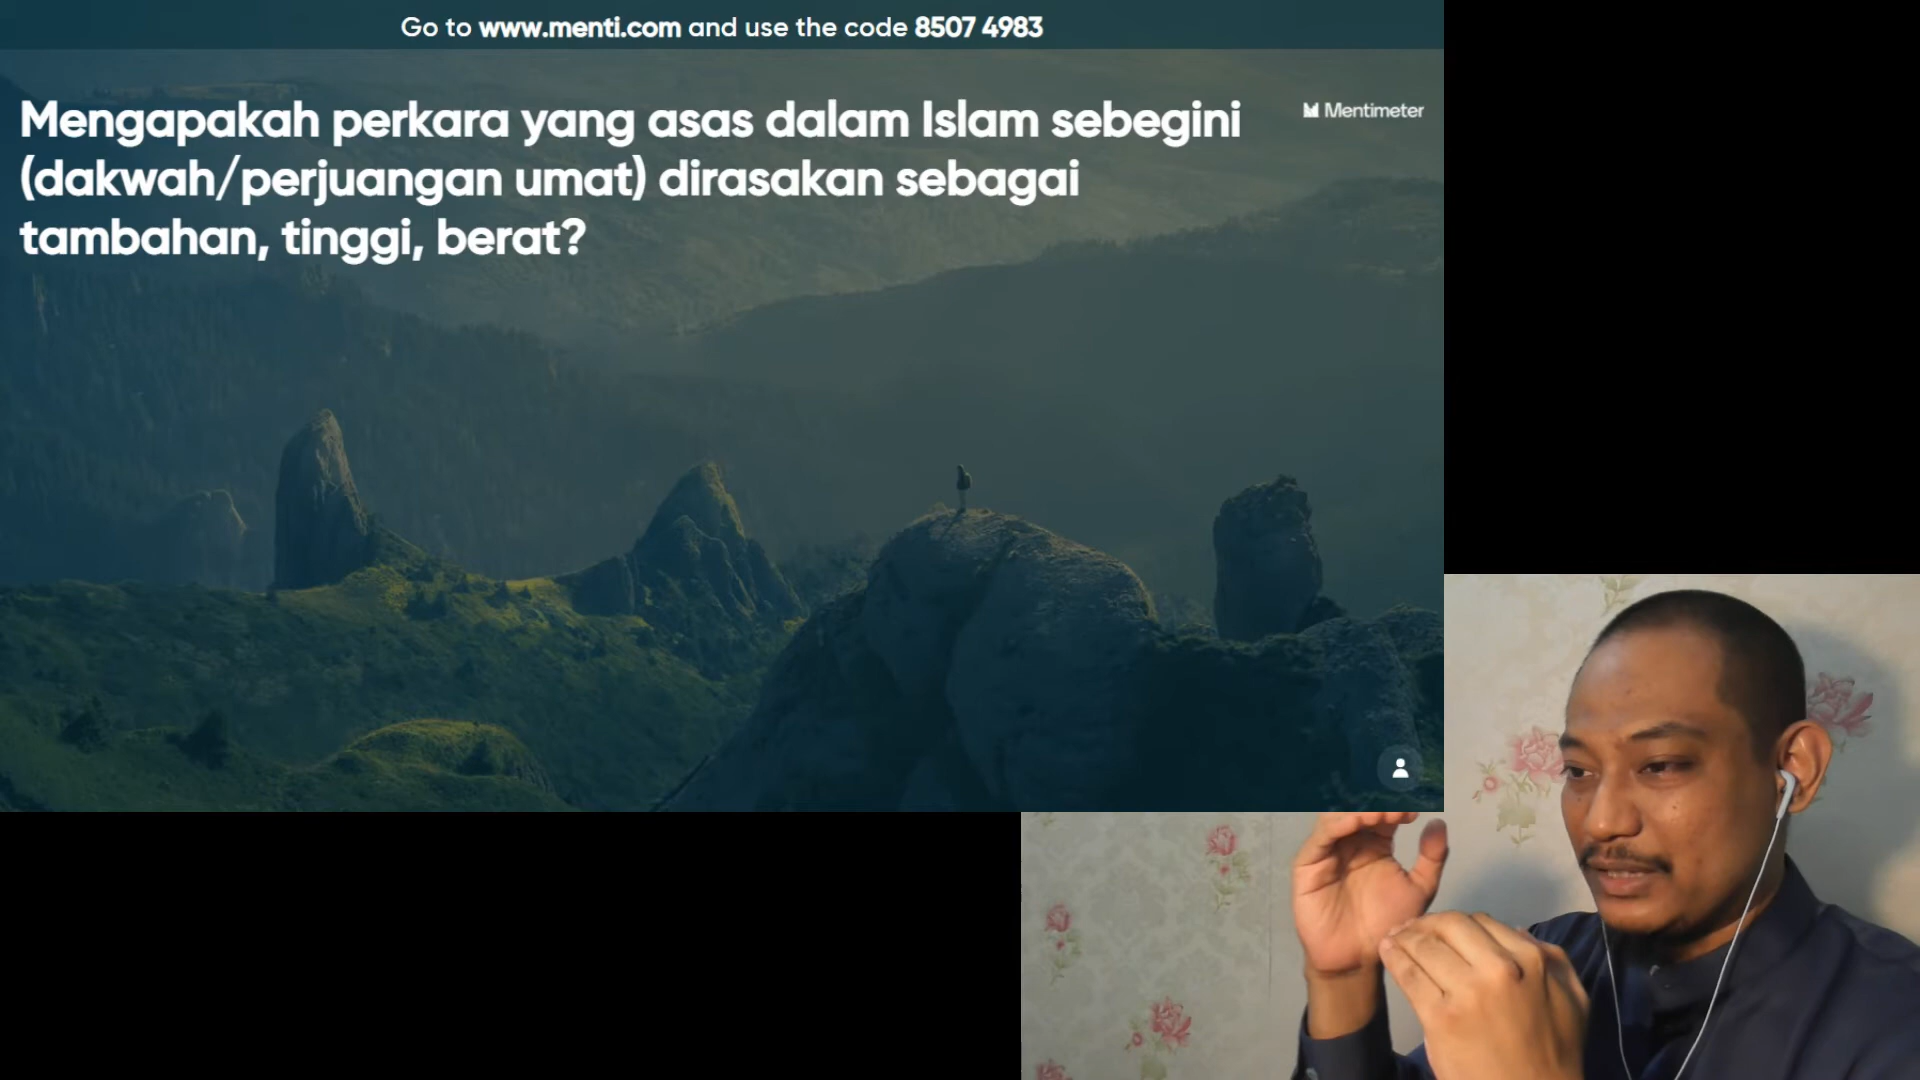 Go to www.menti.com and use the code 8507 4983
Mengapakah perkara yang asas dalam Islam sebegini
(dakwah/perjuangan umat) dirasakan sebagai
tambahan, tinggi, berat?
Mentimeter